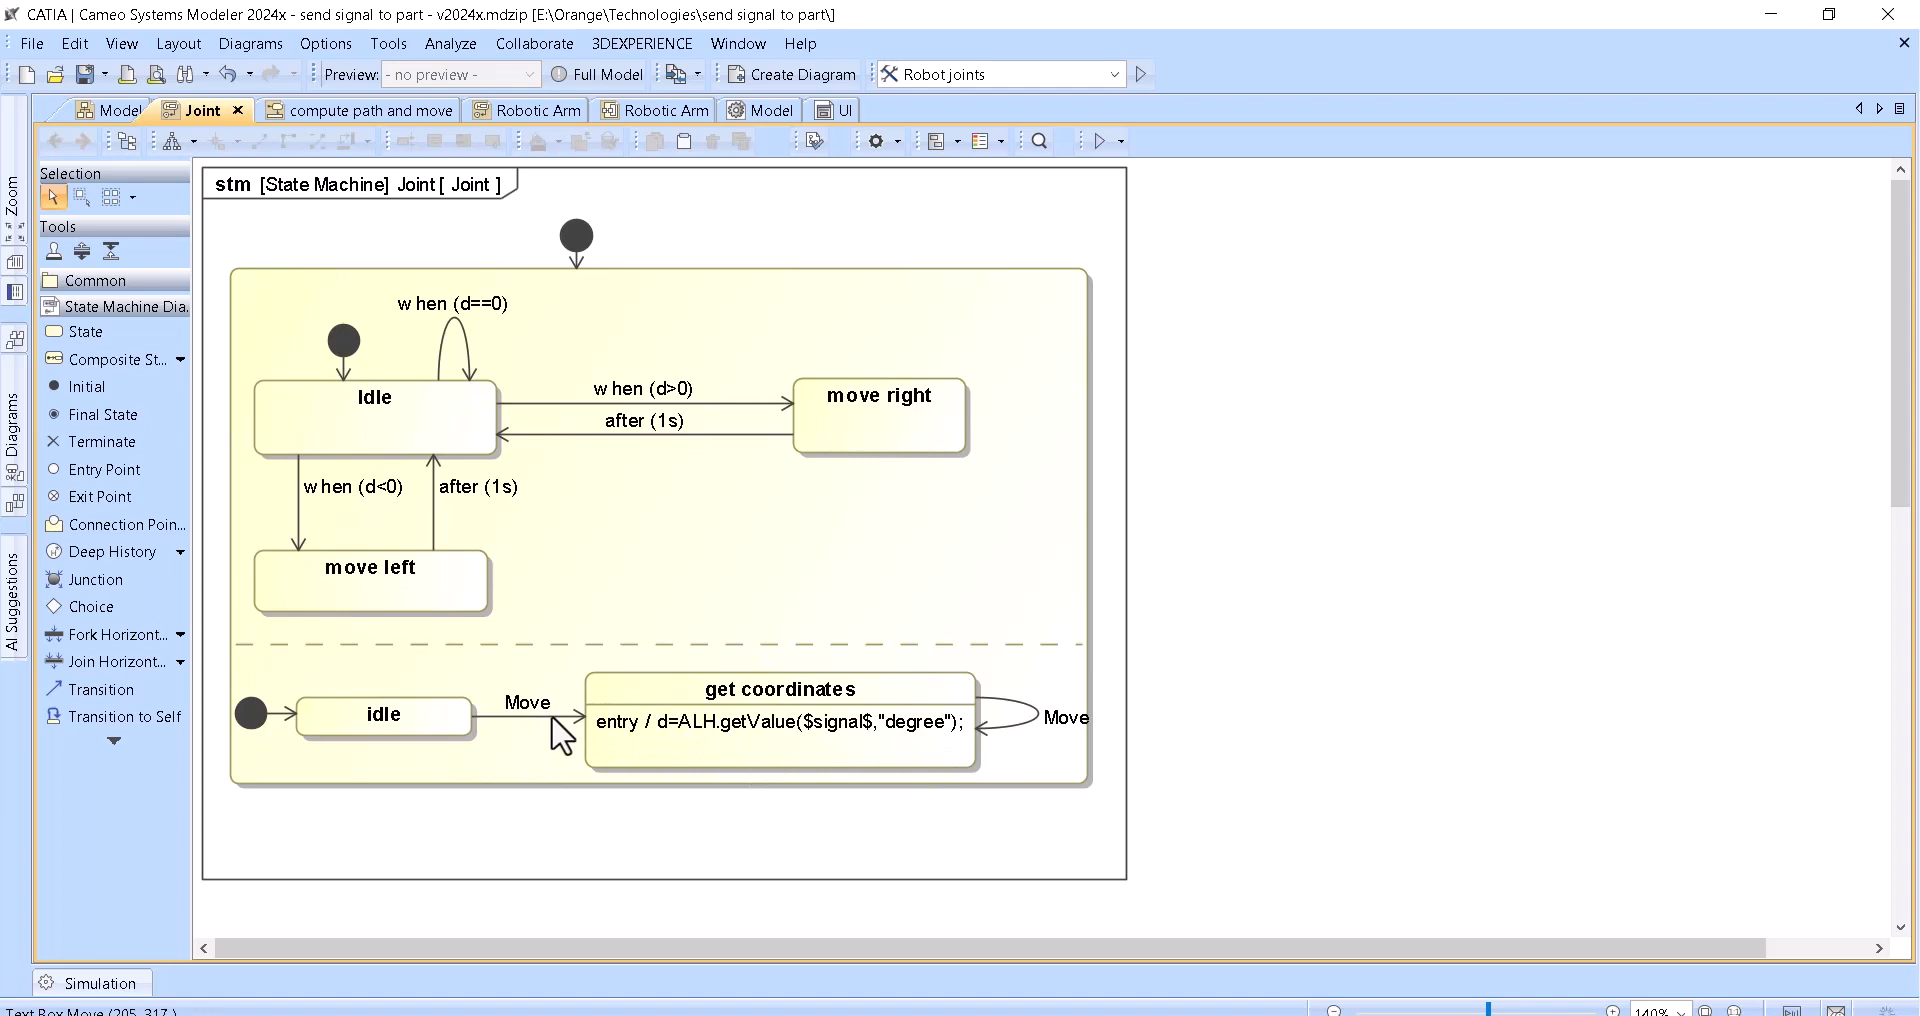 CATIA | Cameo Systems Modeler 2024x - send signal to part - v2024x.mdzip [E:\Orange\Technologies\send signal to part\]
File Edit View Layout Diagrams Options Tools Analyze Collaborate 3DEXPERIENCE Window Help
Preview: - no preview - Full Model Create Diagram Robot joints
Model Joint compute path and move Robotic Arm Robotic Arm Model UI
Zoom
Diagrams
AI Suggestions
Selection
Tools
Common
State Machine Dia...
State
Composite St...
Initial
Final State
Terminate
Entry Point
Exit Point
Connection Poin...
Deep History
Junction
Choice
Fork Horizont...
Join Horizont...
Transition
Transition to Self
stm [State Machine] Joint [ Joint ]
when (d==0)
Idle
when (d>0)
move right
after (1s)
when (d<0)
after (1s)
move left
idle
Move
get coordinates
entry / d=ALH.getValue($signal$,"degree");
Move
Simulation
Text Box Move (205, 317 )
140%